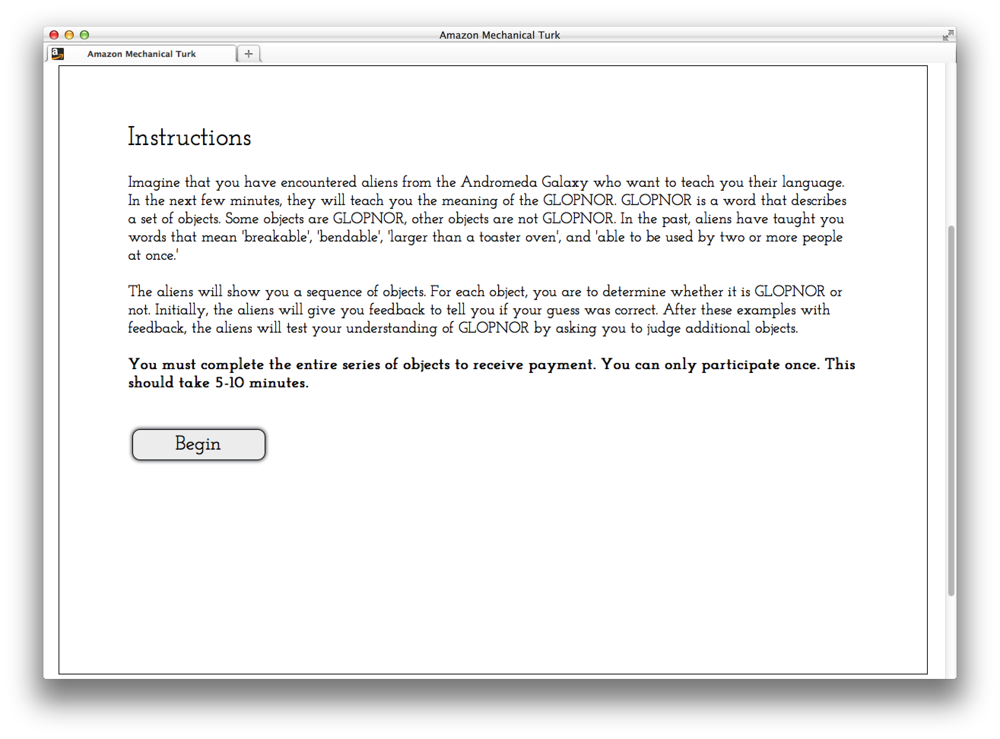 Amazon Mechanical Turk
a
Amazon Mechanical Turk
+
Instructions
Imagine that you have encountered aliens from the Andromeda Galaxy who want to teach you their language.
In the next few minutes, they will teach you the meaning of the GLOPNOR. GLOPNOR is a word that describes
a set of objects. Some objects are GLOPNOR, other objects are not GLOPNOR. In the past, aliens have taught you
words that mean 'breakable', 'bendable', 'larger than a toaster oven', and 'able to be used by two or more people
at once.'
The aliens will show you a sequence of objects. For each object, you are to determine whether it is GLOPNOR or
not. Initially, the aliens will give you feedback to tell you if your guess was correct. After these examples with
feedback, the aliens will test your understanding of GLOPNOR by asking you to judge additional objects.
You must complete the entire series of objects to receive payment. You can only participate once. This
should take 5-10 minutes.
Begin